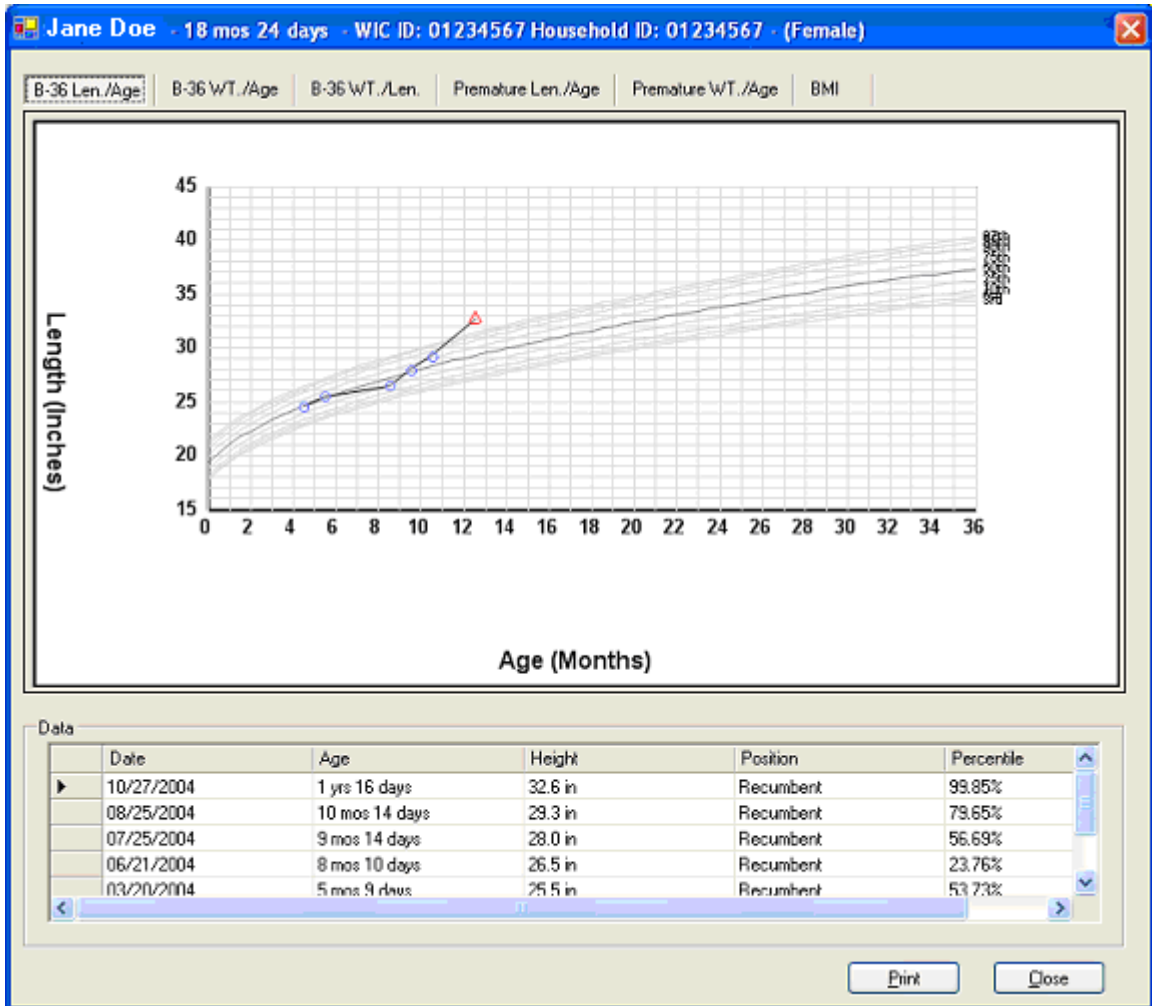 Jane Doe - 18 mos 24 days - WIC ID: 01234567 Household ID: 01234567 - (Female)
B-36 Len./Age B-36 WT./Age B-36 WT./Len. Premature Len./Age Premature WT./Age BMI
Length (Inches)
45
40
35
30
25
20
15
0 2 4 6 8 10 12 14 16 18 20 22 24 26 28 30 32 34 36
75th
3rd
Age (Months)
Data
Date Age Height Position Percentile
10/27/2004 1 yrs 16 days 32.6 in Recumbent 99.85%
08/25/2004 10 mos 14 days 29.3 in Recumbent 79.65%
07/25/2004 9 mos 14 days 28.0 in Recumbent 56.69%
06/21/2004 8 mos 10 days 26.5 in Recumbent 23.76%
03/20/2004 5 mos 9 days 25.5 in Recumbent 53.73%
Print Close